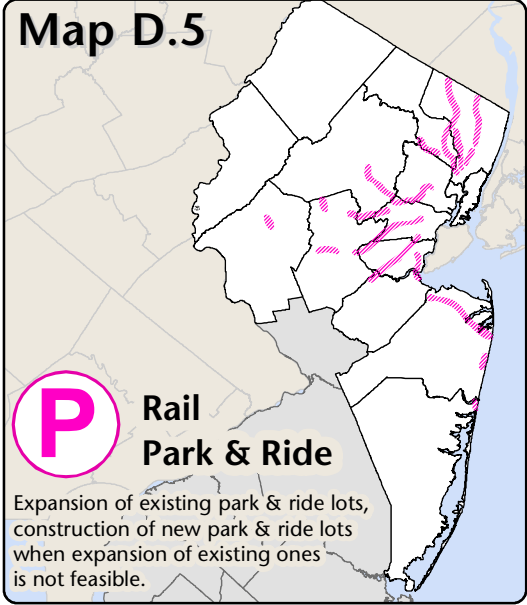 Map D.5
P
Rail
Park & Ride
Expansion of existing park & ride lots,
construction of new park & ride lots
when expansion of existing ones
is not feasible.